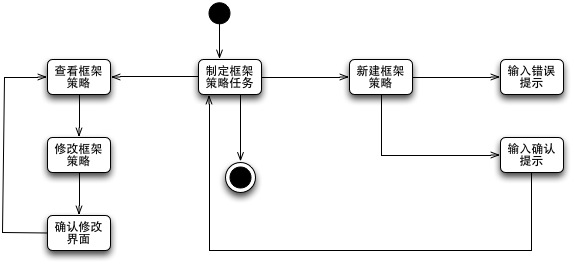 查看框架
策略
制定框架
策略任务
新建框架
策略
输入错误
提示
修改框架
策略
输入确认
提示
确认修改
界面